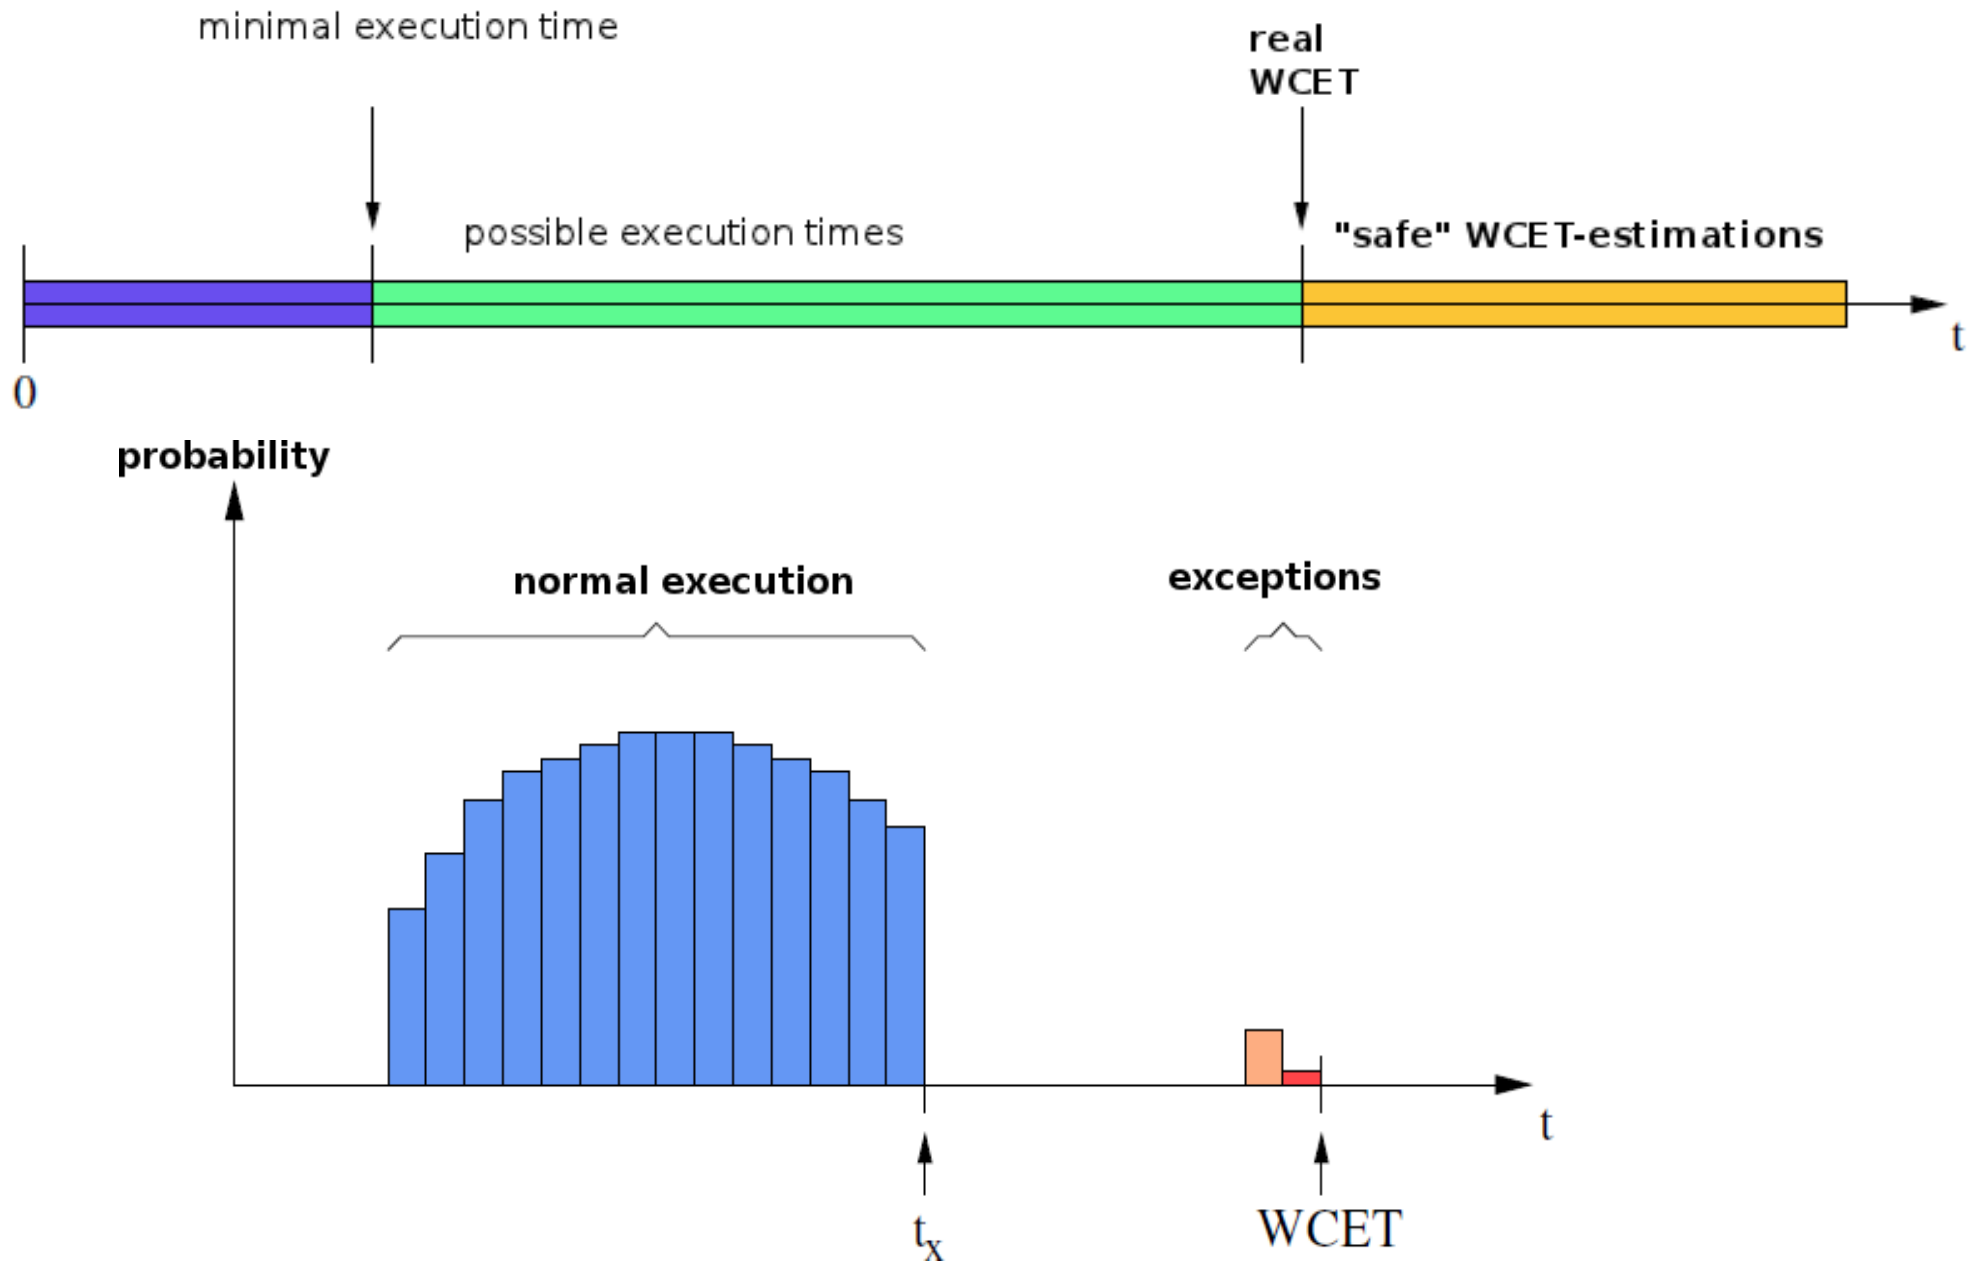 minimal execution time
real
WCET
possible execution times
"safe" WCET-estimations
t
0
probability
normal execution
exceptions
t
tx
WCET